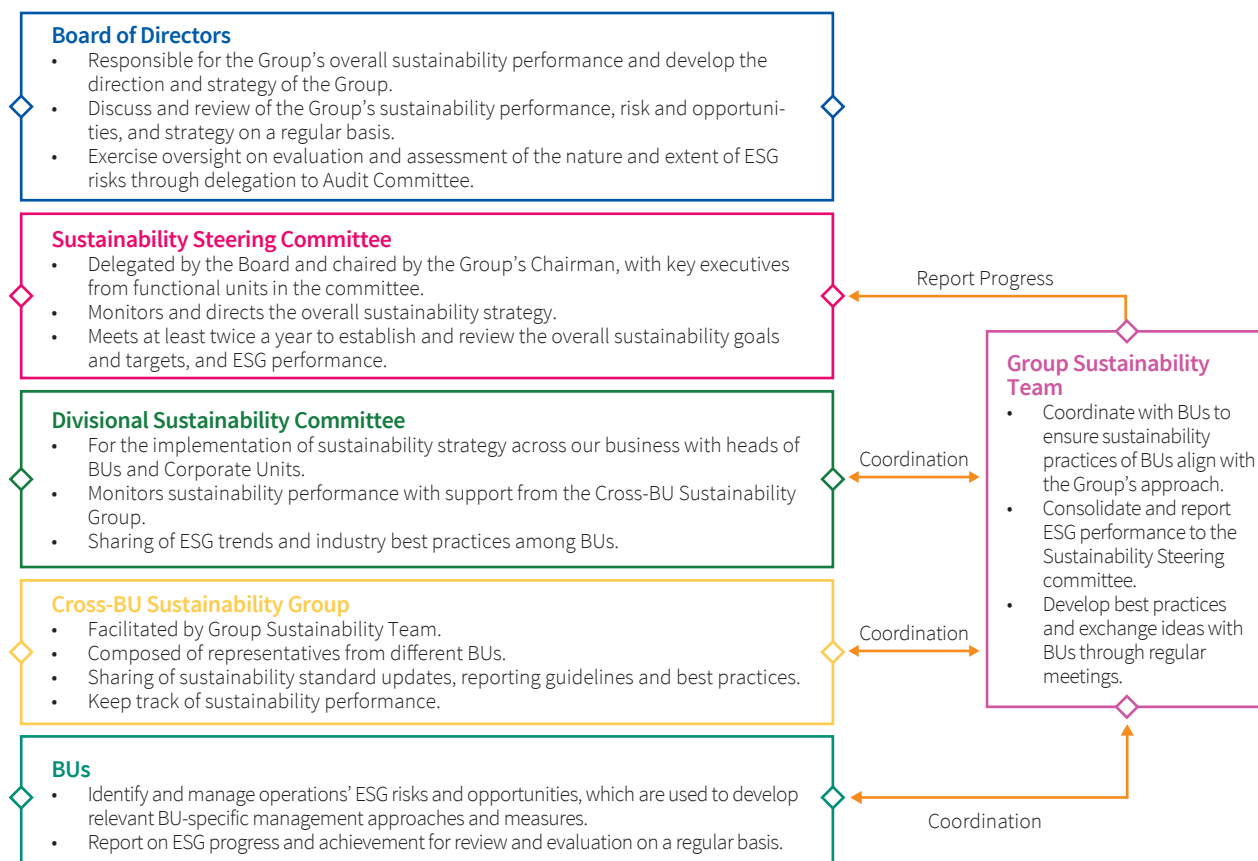 Board of Directors
• Responsible for the Group’s overall sustainability performance and develop the
direction and strategy of the Group.
• Discuss and review of the Group’s sustainability performance, risk and opportuni-
ties, and strategy on a regular basis.
• Exercise oversight on evaluation and assessment of the nature and extent of ESG
risks through delegation to Audit Committee.
Sustainability Steering Committee
• Delegated by the Board and chaired by the Group’s Chairman, with key executives
from functional units in the committee.
• Monitors and directs the overall sustainability strategy.
• Meets at least twice a year to establish and review the overall sustainability goals
and targets, and ESG performance.
Report Progress
Divisional Sustainability Committee
• For the implementation of sustainability strategy across our business with heads of
BUs and Corporate Units.
• Monitors sustainability performance with support from the Cross-BU Sustainability
Group.
• Sharing of ESG trends and industry best practices among BUs.
Coordination
Cross-BU Sustainability Group
• Facilitated by Group Sustainability Team.
• Composed of representatives from different BUs.
• Sharing of sustainability standard updates, reporting guidelines and best practices.
• Keep track of sustainability performance.
Coordination
BUs
• Identify and manage operations’ ESG risks and opportunities, which are used to develop
relevant BU-specific management approaches and measures.
• Report on ESG progress and achievement for review and evaluation on a regular basis.
Coordination
Group Sustainability
Team
• Coordinate with BUs to
ensure sustainability
practices of BUs align with
the Group’s approach.
• Consolidate and report
ESG performance to the
Sustainability Steering
committee.
• Develop best practices
and exchange ideas with
BUs through regular
meetings.